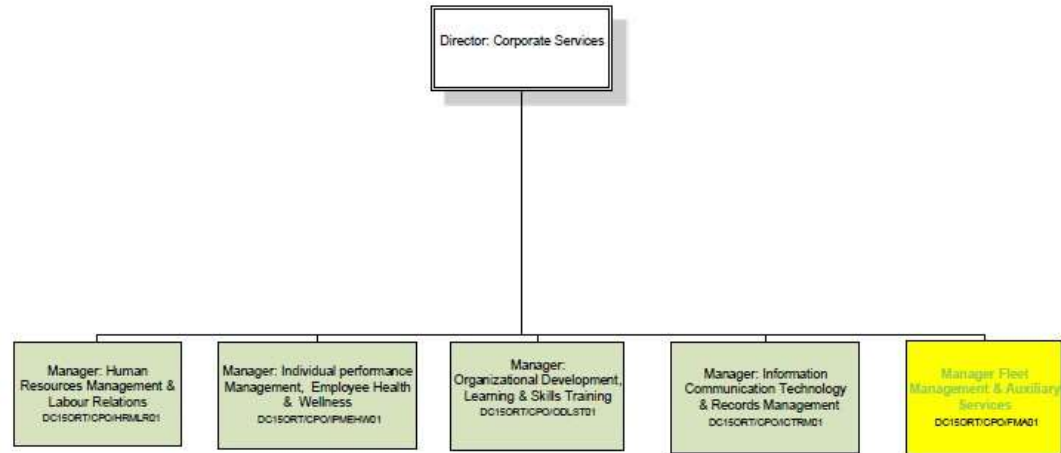 Director: Corporate Services
Manager: Human
Resources Management &
Labour Relations
DC15ORT/CPO/HRMLR01
Manager: Individual performance
Management, Employee Health
& Wellness
DC15ORT/CPO/IPMEHW01
Manager:
Organizational Development,
Learning & Skills Training
DC15ORT/CPO/ODLST01
Manager: Information
Communication Technology
& Records Management
DC15ORT/CPO/ICTRM01
Manager Fleet
Management & Auxiliary
Services
DC15ORT/CPO/FMA01